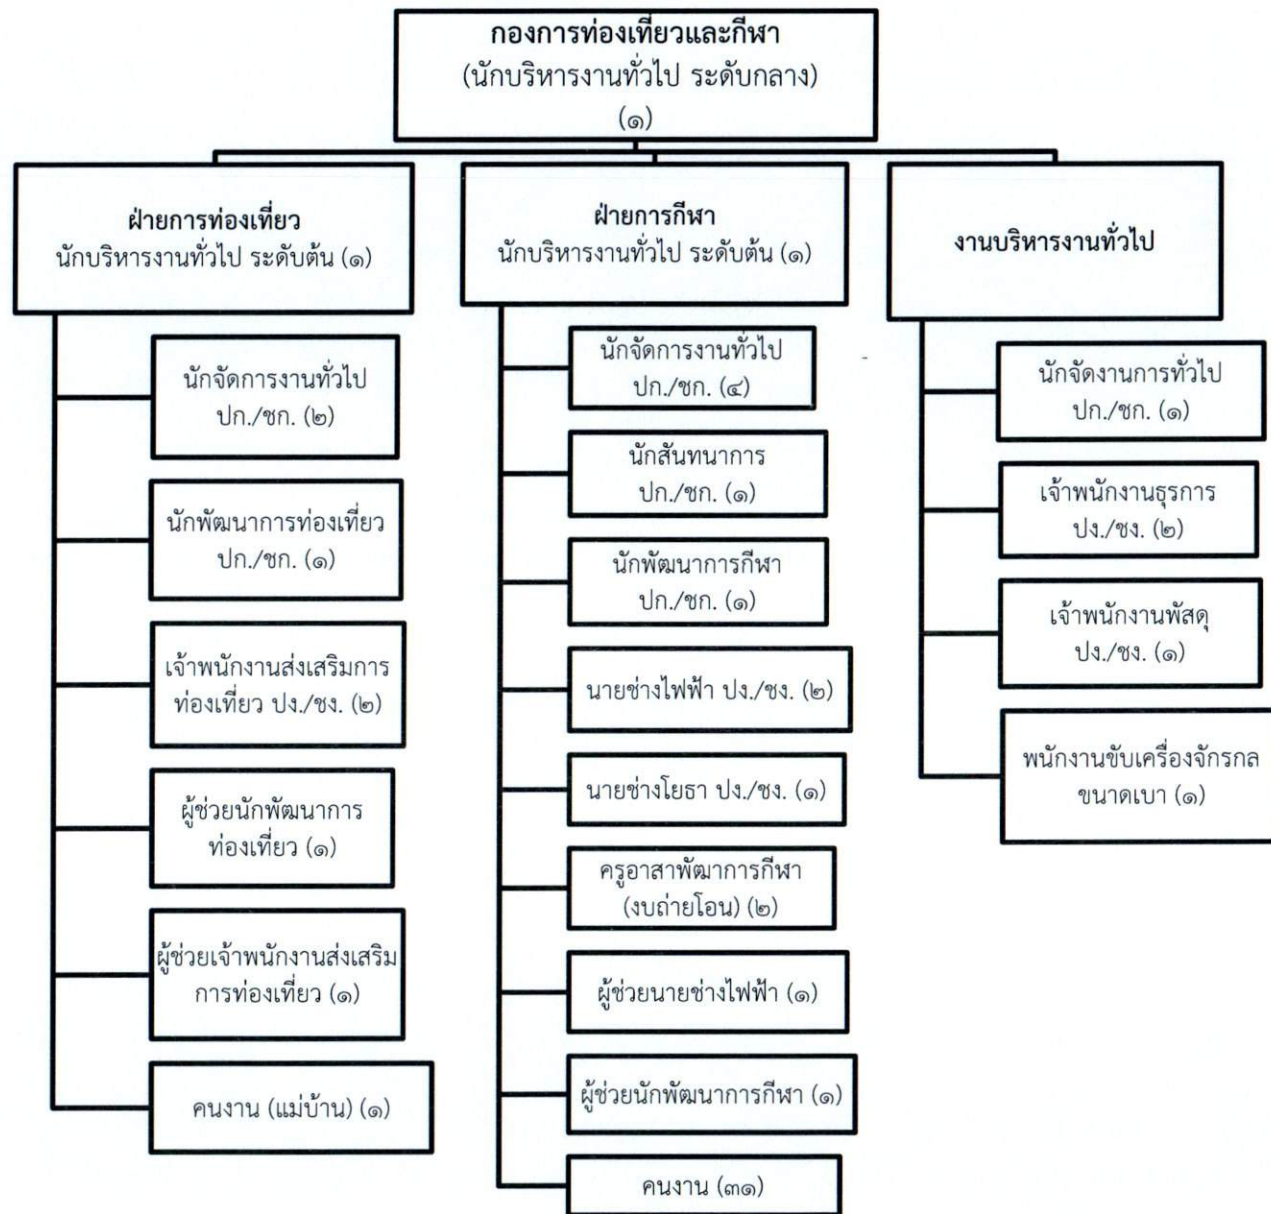 กองการท่องเที่ยวและกีฬา
(นักบริหารงานทั่วไป ระดับกลาง)
(๑)
ฝ่ายการท่องเที่ยว
นักบริหารงานทั่วไป ระดับต้น (๑)
นักจัดการงานทั่วไป
ปก./ชก. (๒)
นักพัฒนาการท่องเที่ยว
ปก./ชก. (๑)
เจ้าพนักงานส่งเสริมการ
ท่องเที่ยว ปง./ชง. (๒)
ผู้ช่วยนักพัฒนาการ
ท่องเที่ยว (๑)
ผู้ช่วยเจ้าพนักงานส่งเสริม
การท่องเที่ยว (๑)
คนงาน (แม่บ้าน) (๑)
ฝ่ายการกีฬา
นักบริหารงานทั่วไป ระดับต้น (๑)
นักจัดการงานทั่วไป
ปก./ชก. (๔)
นักสันทนาการ
ปก./ชก. (๑)
นักพัฒนาการกีฬา
ปก./ชก. (๑)
นายช่างไฟฟ้า ปง./ชง. (๒)
นายช่างโยธา ปง./ชง. (๑)
ครูอาสาพัฒาการกีฬา
(งบถ่ายโอน) (๒)
ผู้ช่วยนายช่างไฟฟ้า (๑)
ผู้ช่วยนักพัฒนาการกีฬา (๑)
คนงาน (๓๑)
งานบริหารงานทั่วไป
นักจัดงานการทั่วไป
ปก./ชก. (๑)
เจ้าพนักงานธุรการ
ปง./ชง. (๒)
เจ้าพนักงานพัสดุ
ปง./ชง. (๑)
พนักงานขับเครื่องจักรกล
ขนาดเบา (๑)